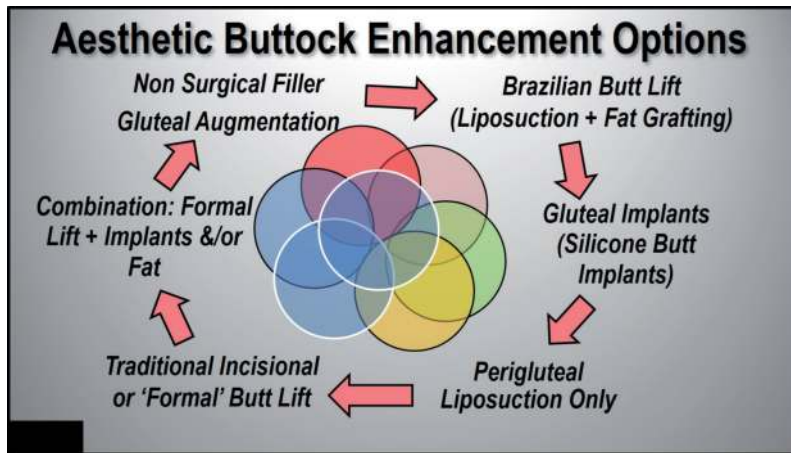 Aesthetic Buttock Enhancement Options
Non Surgical Filler
Gluteal Augmentation
Brazilian Butt Lift
(Liposuction + Fat Grafting)
Gluteal Implants
(Silicone Butt
Implants)
Perigluteal
Liposuction Only
Traditional Incisional
or ‘Formal’ Butt Lift
Combination: Formal
Lift + Implants &/or
Fat